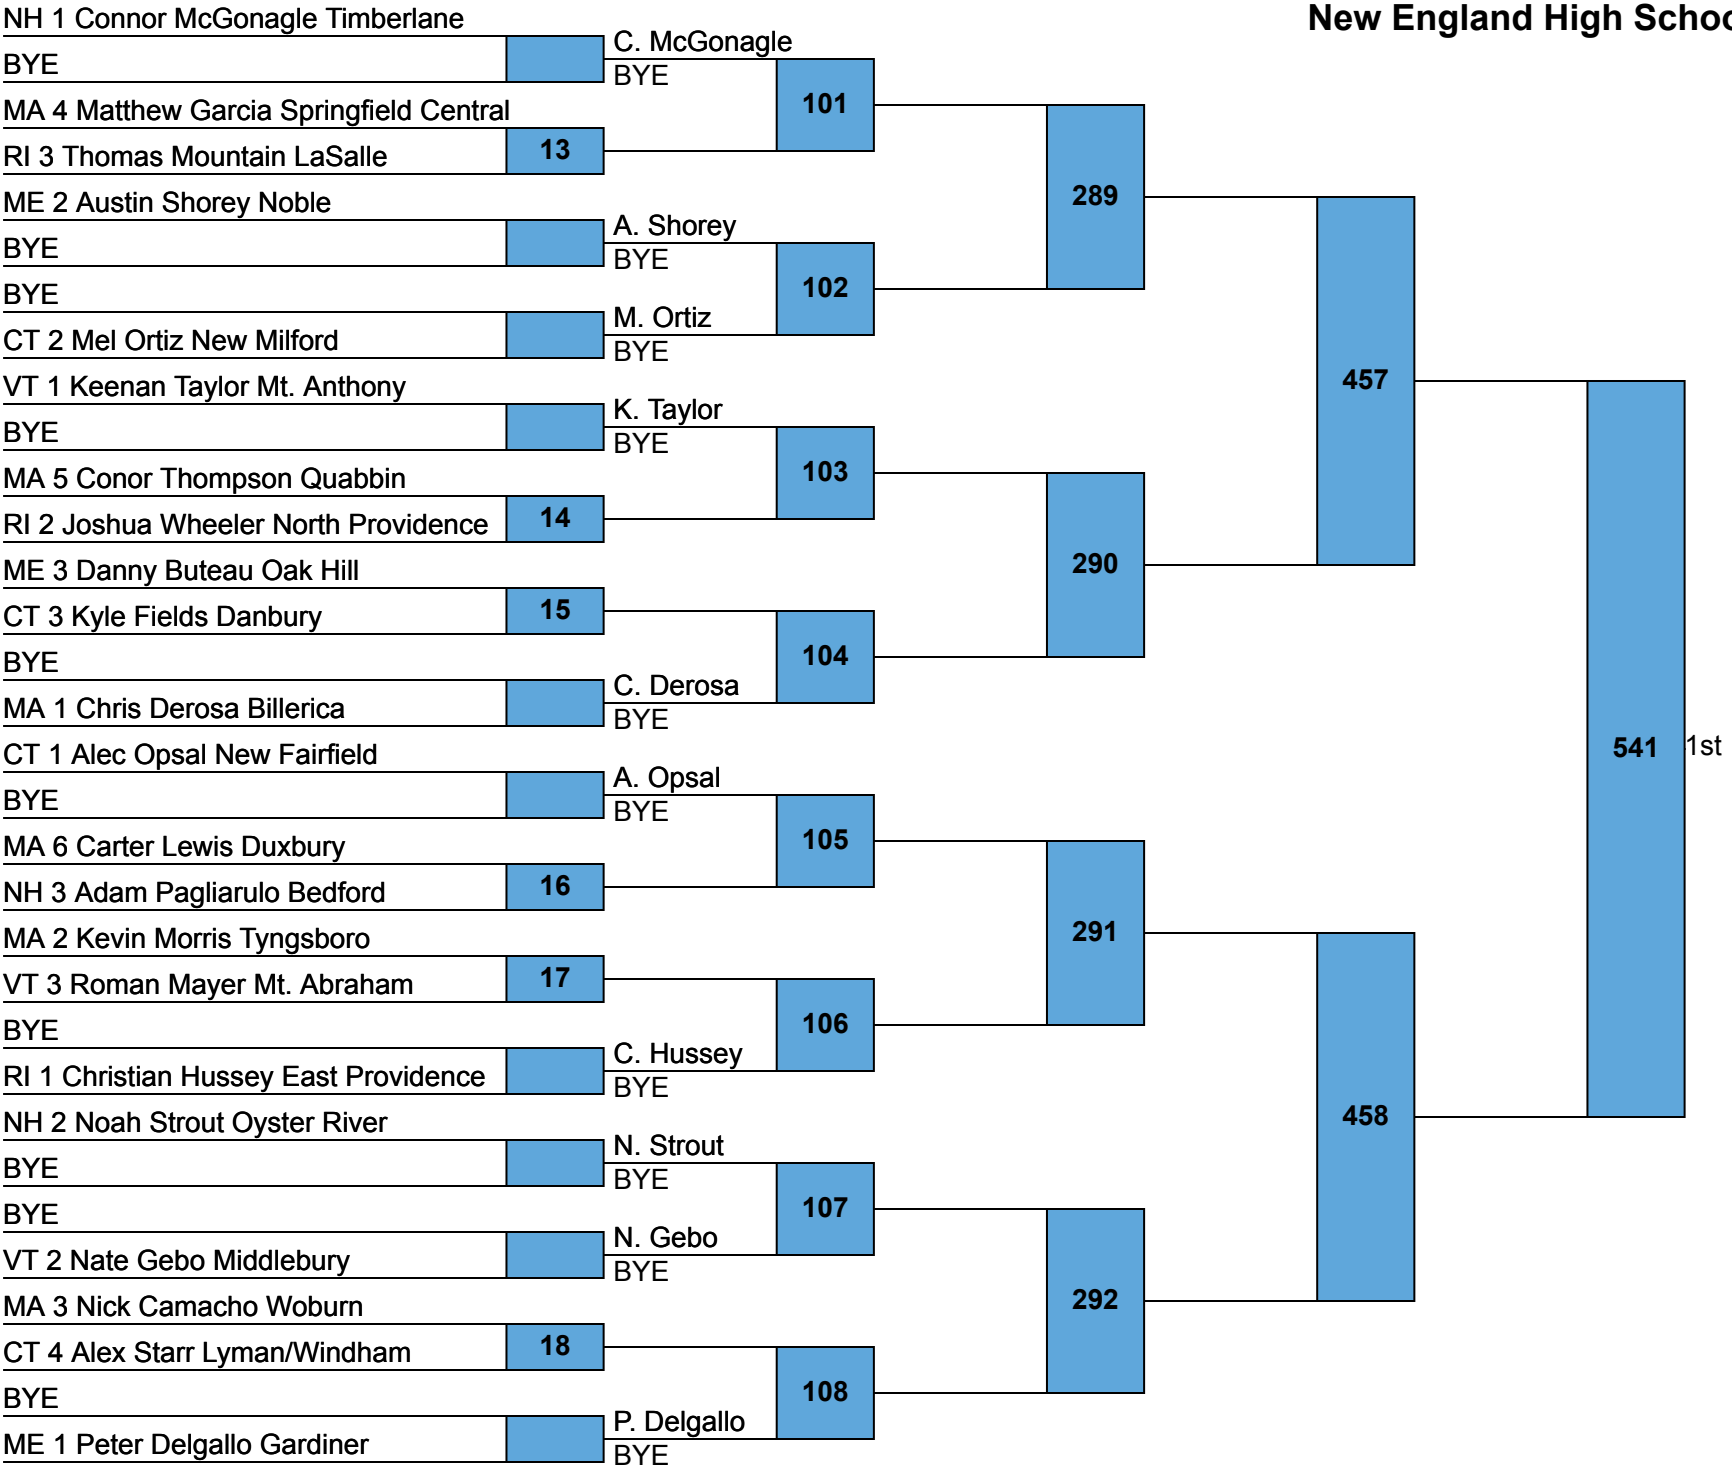 New England High Schoo
NH 1 Connor McGonagle Timberlane
BYE
MA 4 Matthew Garcia Springfield Central
RI 3 Thomas Mountain LaSalle
ME 2 Austin Shorey Noble
BYE
BYE
CT 2 Mel Ortiz New Milford
VT 1 Keenan Taylor Mt. Anthony
BYE
MA 5 Conor Thompson Quabbin
RI 2 Joshua Wheeler North Providence
ME 3 Danny Buteau Oak Hill
CT 3 Kyle Fields Danbury
BYE
MA 1 Chris Derosa Billerica
CT 1 Alec Opsal New Fairfield
BYE
MA 6 Carter Lewis Duxbury
NH 3 Adam Pagliarulo Bedford
MA 2 Kevin Morris Tyngsboro
VT 3 Roman Mayer Mt. Abraham
BYE
RI 1 Christian Hussey East Providence
NH 2 Noah Strout Oyster River
BYE
BYE
VT 2 Nate Gebo Middlebury
MA 3 Nick Camacho Woburn
CT 4 Alex Starr Lyman/Windham
BYE
ME 1 Peter Delgallo Gardiner
13
14
15
16
17
18
C. McGonagle
BYE
A. Shorey
BYE
M. Ortiz
BYE
K. Taylor
BYE
C. Derosa
BYE
A. Opsal
BYE
C. Hussey
BYE
N. Strout
BYE
N. Gebo
BYE
P. Delgallo
BYE
101
102
103
104
105
106
107
108
289
290
291
292
457
458
541
1st